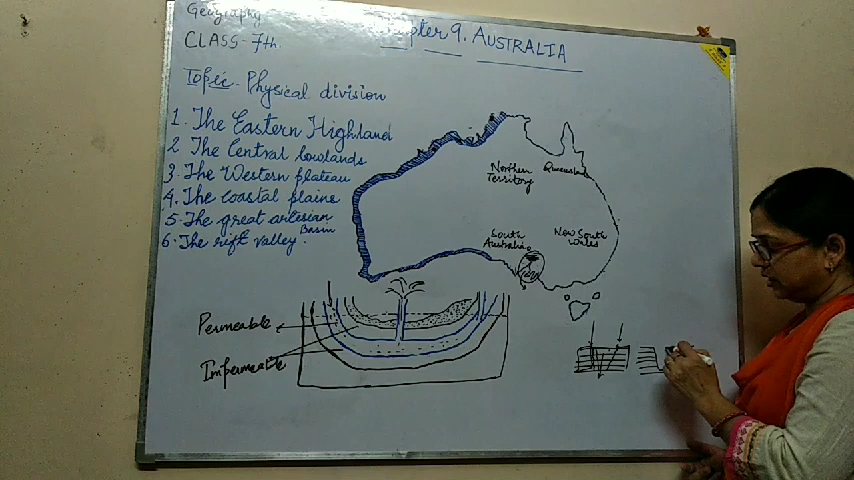 Geography
CLASS-7th.
pter 9. AUSTRALIA
Topic- Physical division
1. The Eastern Highland
2 The Central lowlands
3. The Western plateau
4. The coastal plains
5. The great artesian
Basin
6. The rift valley.
Northen
Territory
Queensland
South
Australia
New South
Wales
Permeable
Impermeable